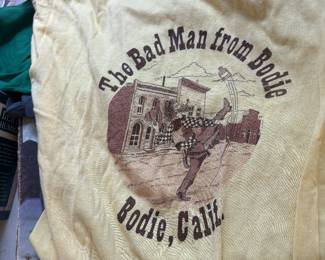 The Bad Man from Bodie
Bodie, Calif.